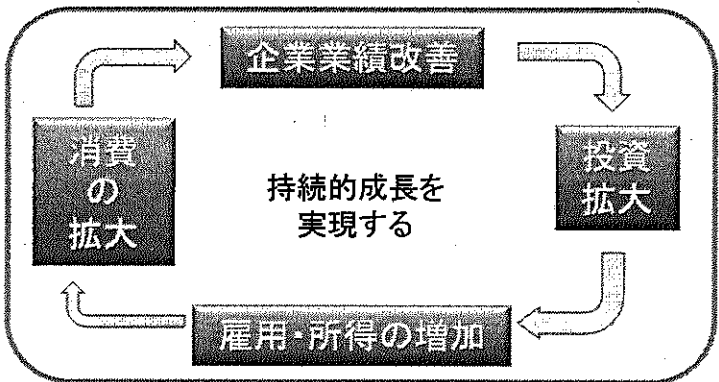 企業業績改善
消費
の
拡大
投資
拡大
持続的成長を
実現する
雇用・所得の増加